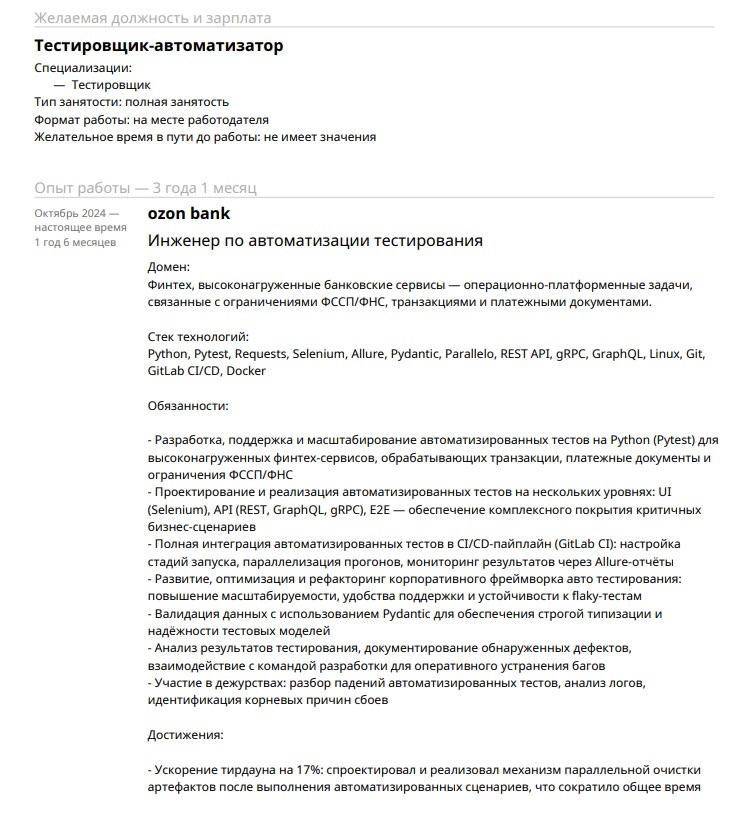 Желаемая должность и зарплата
Тестировщик-автоматизатор
Специализации:
— Тестировщик
Тип занятости: полная занятость
Формат работы: на месте работодателя
Желательное время в пути до работы: не имеет значения
Опыт работы — 3 года 1 месяц
Октябрь 2024 —
настоящее время
1 год 6 месяцев
ozon bank
Инженер по автоматизации тестирования
Домен:
Финтех, высоконагруженные банковские сервисы — операционно-платформенные задачи,
связанные с ограничениями ФССП/ФНС, транзакциями и платежными документами.
Стек технологий:
Python, Pytest, Requests, Selenium, Allure, Pydantic, Parallelo, REST API, gRPC, GraphQL, Linux, Git,
GitLab CI/CD, Docker
Обязанности:
- Разработка, поддержка и масштабирование автоматизированных тестов на Python (Pytest) для
высоконагруженных финтех-сервисов, обрабатывающих транзакции, платежные документы и
ограничения ФССП/ФНС
- Проектирование и реализация автоматизированных тестов на нескольких уровнях: UI
(Selenium), API (REST, GraphQL, gRPC), E2E — обеспечение комплексного покрытия критичных
бизнес-сценариев
- Полная интеграция автоматизированных тестов в CI/CD-пайплайн (GitLab CI): настройка
стадий запуска, параллелизация прогонов, мониторинг результатов через Allure-отчёты
- Развитие, оптимизация и рефакторинг корпоративного фреймворка авто тестирования:
повышение масштабируемости, удобства поддержки и устойчивости к flaky-тестам
- Валидация данных с использованием Pydantic для обеспечения строгой типизации и
надёжности тестовых моделей
- Анализ результатов тестирования, документирование обнаруженных дефектов,
взаимодействие с командой разработки для оперативного устранения багов
- Участие в дежурствах: разбор падений автоматизированных тестов, анализ логов,
идентификация корневых причин сбоев
Достижения:
- Ускорение тирдауна на 17%: спроектировал и реализовал механизм параллельной очистки
артефактов после выполнения автоматизированных сценариев, что сократило общее время